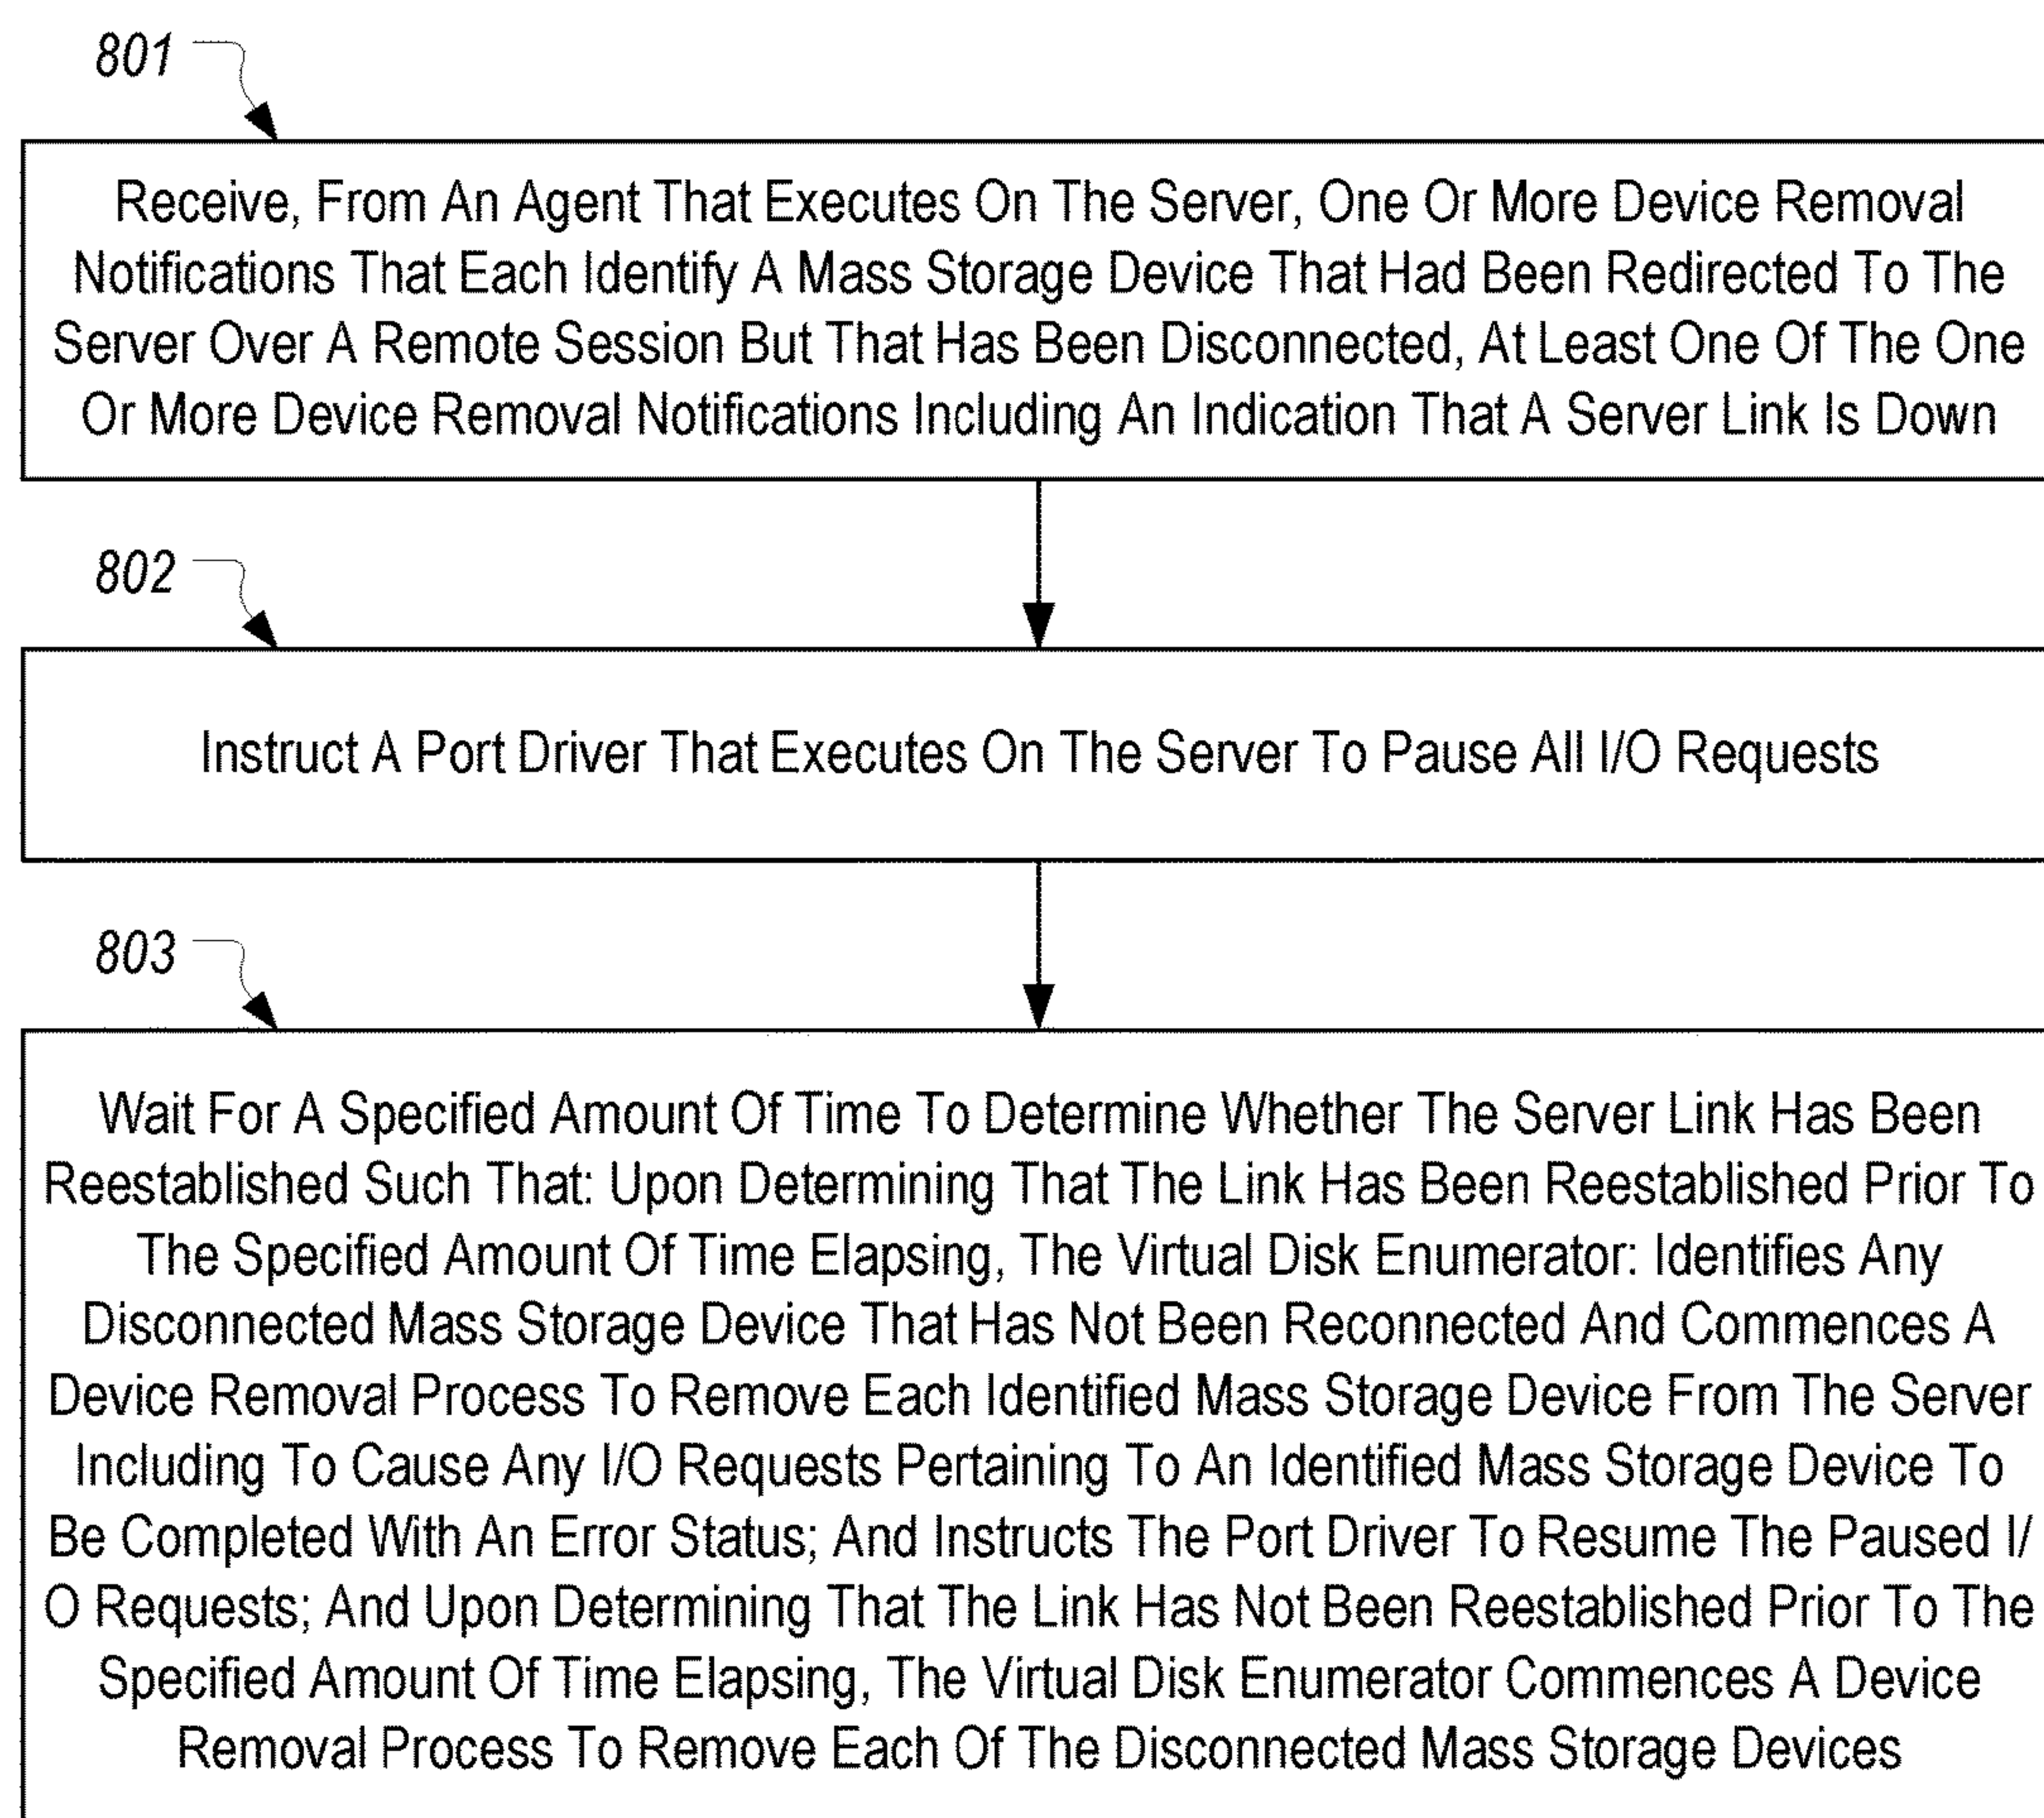 801
Receive, From An Agent That Executes On The Server, One Or More Device Removal
Notifications That Each Identify A Mass Storage Device That Had Been Redirected To The
Server Over A Remote Session But That Has Been Disconnected, At Least One Of The One
Or More Device Removal Notifications Including An Indication That A Server Link Is Down
802
Instruct A Port Driver That Executes On The Server To Pause All I/O Requests
803
Wait For A Specified Amount Of Time To Determine Whether The Server Link Has Been
Reestablished Such That: Upon Determining That The Link Has Been Reestablished Prior To
The Specified Amount Of Time Elapsing, The Virtual Disk Enumerator: Identifies Any
Disconnected Mass Storage Device That Has Not Been Reconnected And Commences A
Device Removal Process To Remove Each Identified Mass Storage Device From The Server
Including To Cause Any I/O Requests Pertaining To An Identified Mass Storage Device To
Be Completed With An Error Status; And Instructs The Port Driver To Resume The Paused I/
O Requests; And Upon Determining That The Link Has Not Been Reestablished Prior To The
Specified Amount Of Time Elapsing, The Virtual Disk Enumerator Commences A Device
Removal Process To Remove Each Of The Disconnected Mass Storage Devices